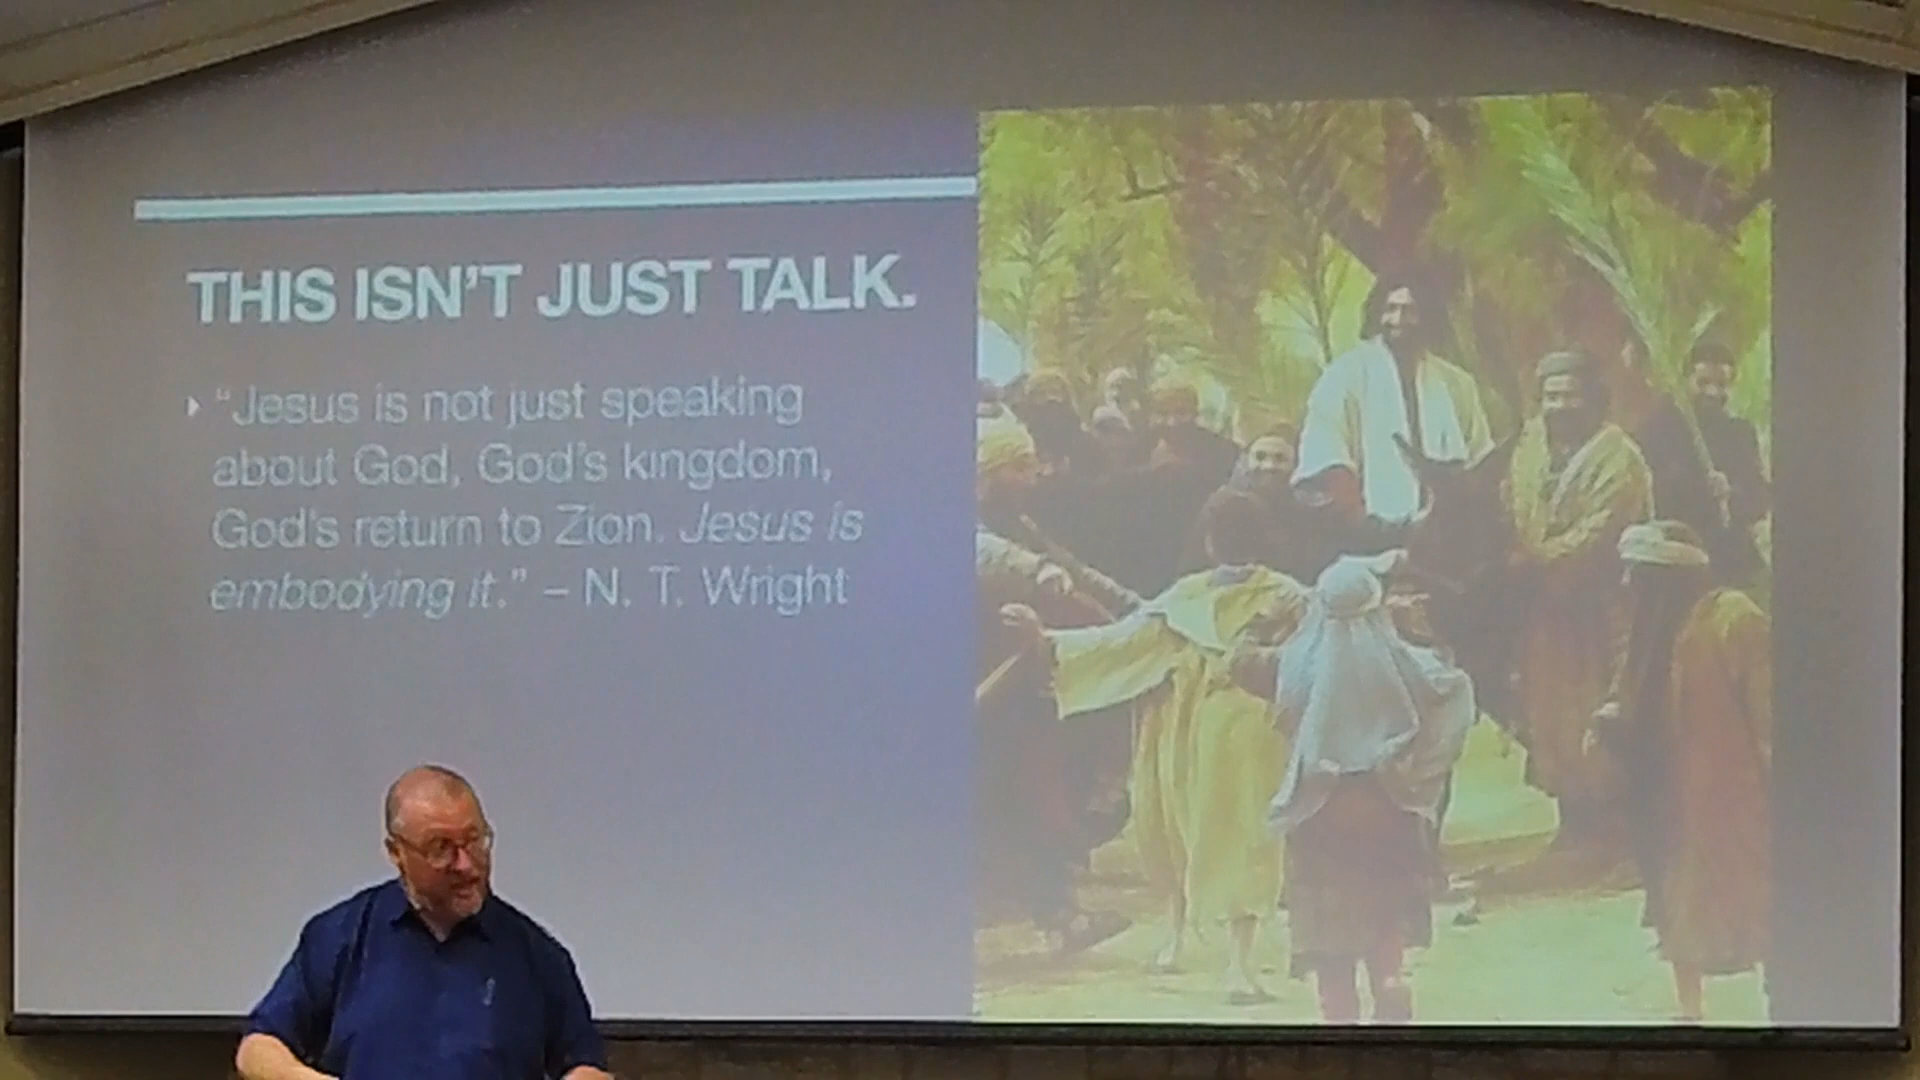 THIS ISN'T JUST TALK.
"Jesus is not just speaking
about God, God's kingdom,
God's return to Zion. Jesus is
embodying it." – N. T. Wright